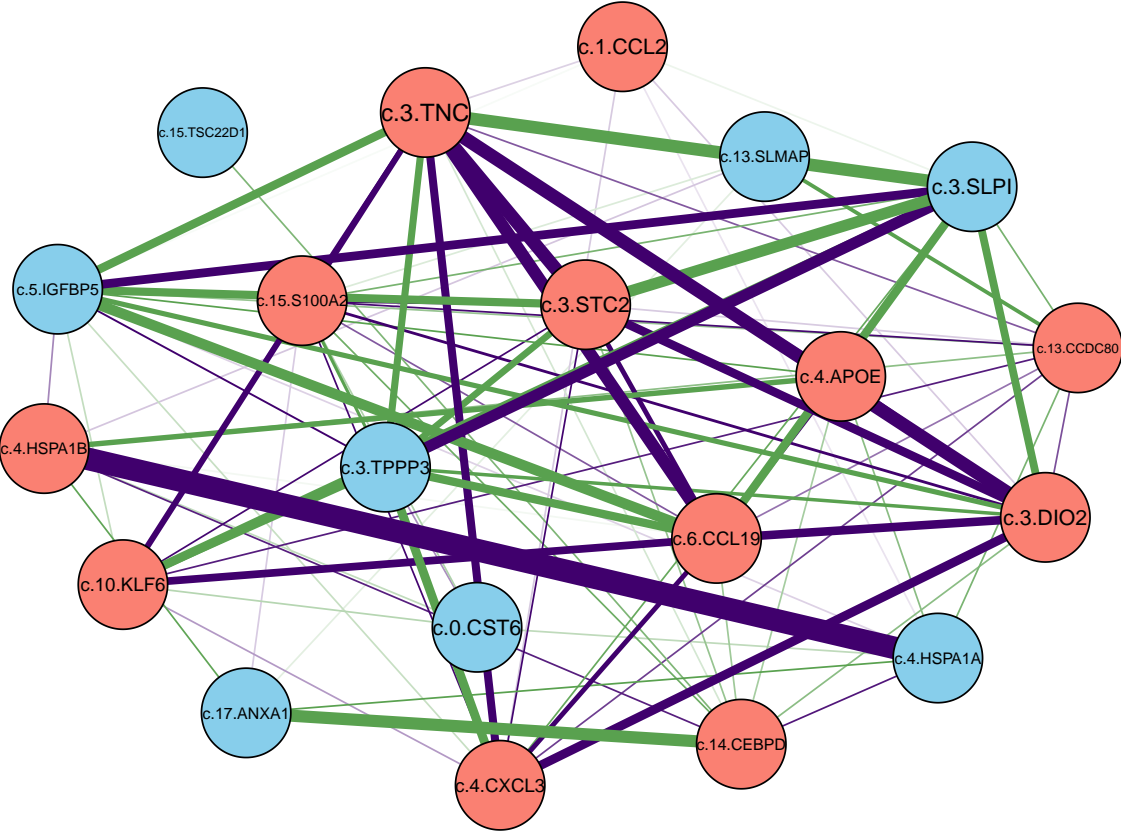 c.1.CCL2
c.3.TNC
c.15.TSC22D1
c.13.SLMAP
c.3.SLPI
c.5.IGFBP5
c.15.S100A2
c.3.STC2
c.13.CCDC80
c.4.APOE
c.4.HSPA1B
c.3.TPPP3
c.3.DIO2
c.6.CCL19
c.10.KLF6
c.0.CST6
c.4.HSPA1A
c.17.ANXA1
c.14.CEBPD
c.4.CXCL3